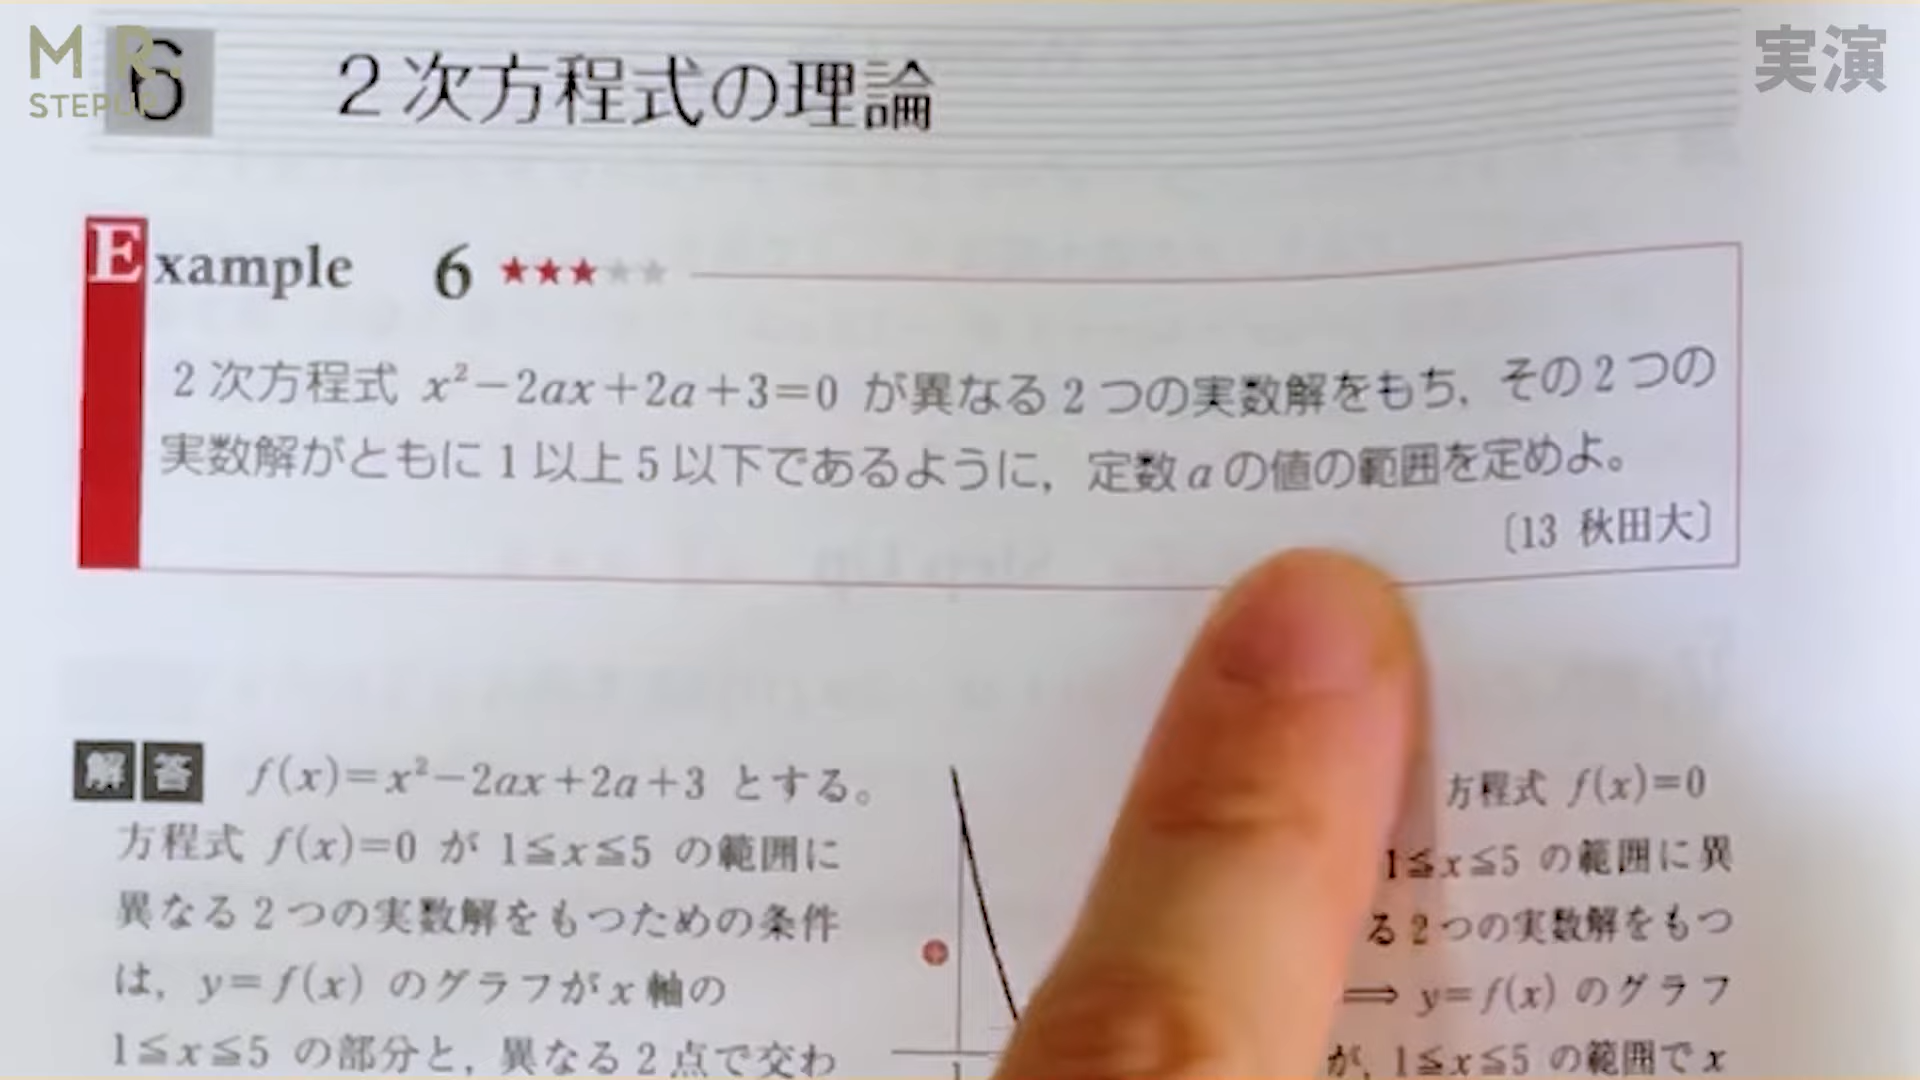 MR.
STEPUP
実演
6 2次方程式の理論
Example 6 ★★★★★
2次方程式 x²−2ax+2a+3=0 が異なる2つの実数解をもち，その2つの
実数解がともに1以上5以下であるように，定数aの値の範囲を定めよ。
〔13 秋田大〕
解答 f(x)=x²−2ax+2a+3 とする。
方程式 f(x)=0 が 1≦x≦5 の範囲に
異なる2つの実数解をもつための条件
は，y=f(x) のグラフがx軸の
1≦x≦5 の部分と，異なる2点で交わ
+
1
方程式 f(x)=0
1≦x≦5 の範囲に異
る2つの実数解をもつ
⟹ y=f(x) のグラフ
が，1≦x≦5 の範囲でx